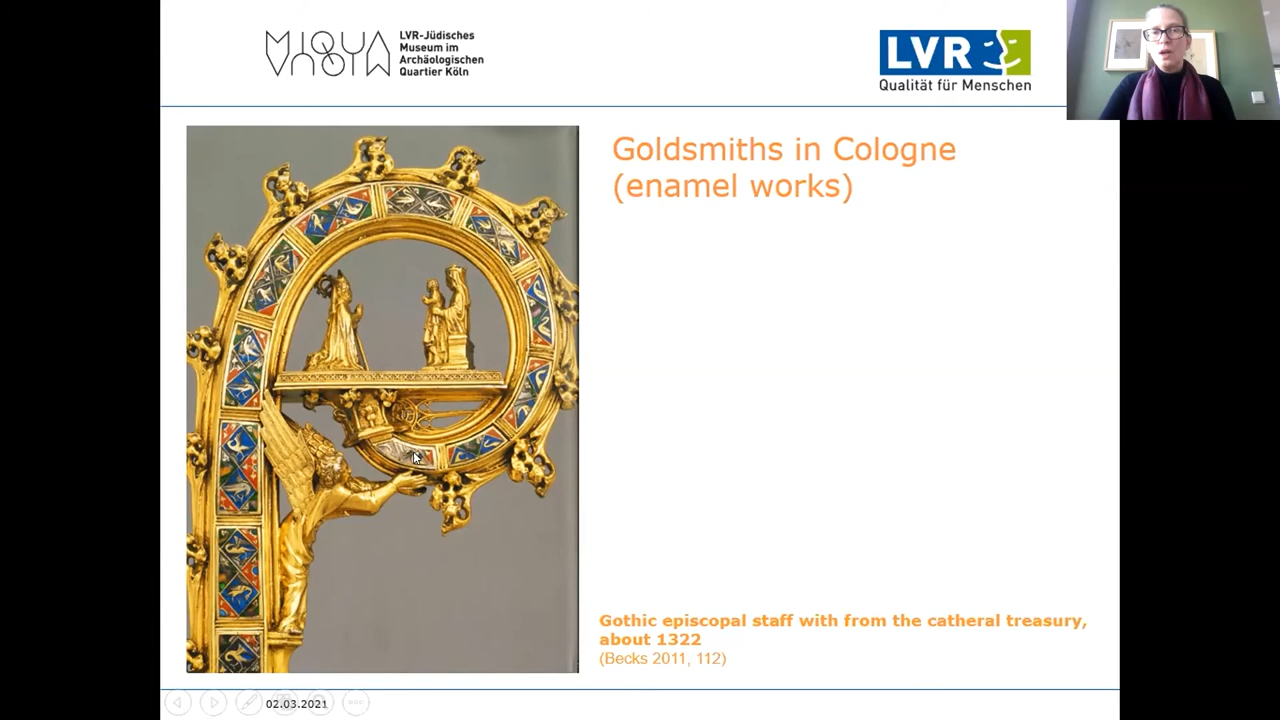 MIQUA
LVR-Jüdisches
Museum im
Archäologischen
Quartier Köln
LVR
Qualität für Menschen
Goldsmiths in Cologne
(enamel works)
Gothic episcopal staff with from the catheral treasury,
about 1322
(Becks 2011, 112)
02.03.2021